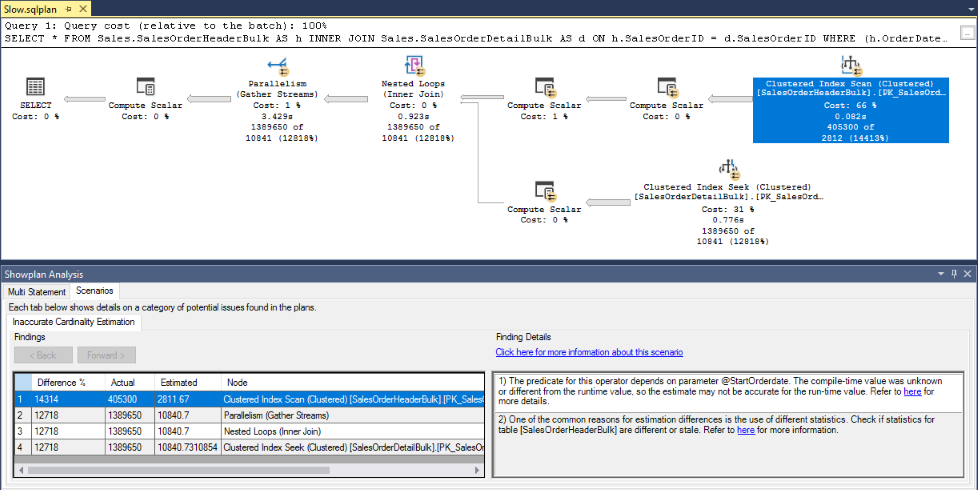 Slow.sqlplan
Query 1: Query cost (relative to the batch): 100%
SELECT * FROM Sales.SalesOrderHeaderBulk AS h INNER JOIN Sales.SalesOrderDetailBulk AS d ON h.SalesOrderID = d.SalesOrderID WHERE (h.OrderDate...
SELECT
Cost: 0 %
Compute Scalar
Cost: 0 %
Parallelism
(Gather Streams)
Cost: 1 %
3.429s
1389650 of
10841 (12818%)
Nested Loops
(Inner Join)
Cost: 0 %
0.923s
1389650 of
10841 (12818%)
Compute Scalar
Cost: 1 %
Compute Scalar
Cost: 0 %
Clustered Index Scan (Clustered)
[SalesOrderHeaderBulk].[PK_SalesOrd...
Cost: 66 %
0.082s
405300 of
2812 (14413%)
Compute Scalar
Cost: 0 %
Clustered Index Seek (Clustered)
[SalesOrderDetailBulk].[PK_SalesOrd...
Cost: 31 %
0.776s
1389650 of
10841 (12818%)
Showplan Analysis
Multi Statement Scenarios
Each tab below shows details on a category of potential issues found in the plans.
Inaccurate Cardinality Estimation
Findings
< Back Forward >
Difference % Actual Estimated Node
1 14314 405300 2811.67 Clustered Index Scan (Clustered) [SalesOrderHeaderBulk].[PK_Sales
2 12718 1389650 10840.7 Parallelism (Gather Streams)
3 12718 1389650 10840.7 Nested Loops (Inner Join)
4 12718 1389650 10840.7310854 Clustered Index Seek (Clustered) [SalesOrderDetailBulk].[PK_SalesOr
Finding Details
Click here for more information about this scenario
1) The predicate for this operator depends on parameter @StartOrderdate. The compile-time value was unknown
or different from the runtime value, so the estimate may not be accurate for the run-time value. Refer to here for
more details.
2) One of the common reasons for estimation differences is the use of different statistics. Check if statistics for
table [SalesOrderHeaderBulk] are different or stale. Refer to here for more information.